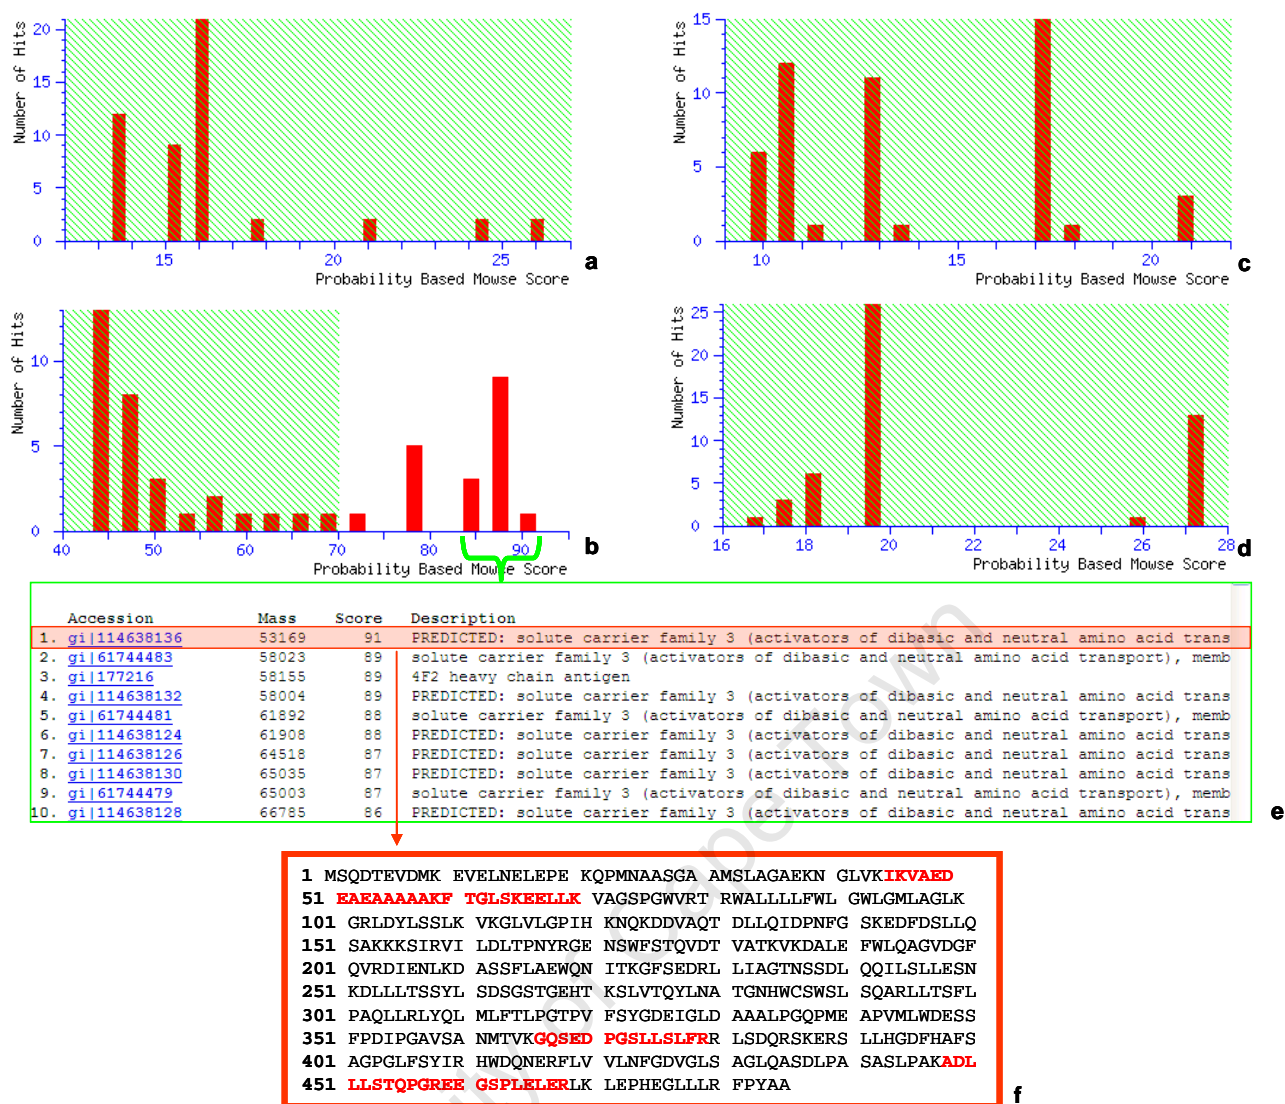 20
15
10
5
0
Number of Hits
15
20
25
Probability Based Mowse Score
a
15
10
5
0
Number of Hits
10
15
20
Probability Based Mowse Score
c
10
5
0
Number of Hits
40
50
60
70
80
90
Probability Based Mowse Score
b
25
20
15
10
5
0
Number of Hits
16
18
20
22
24
26
28
Probability Based Mowse Score
d
Accession Mass Score Description
1. gi|114638136 53169 91 PREDICTED: solute carrier family 3 (activators of dibasic and neutral amino acid trans
2. gi|61744483 58023 89 solute carrier family 3 (activators of dibasic and neutral amino acid transport), memb
3. gi|177216 58155 89 4F2 heavy chain antigen
4. gi|114638132 58004 89 PREDICTED: solute carrier family 3 (activators of dibasic and neutral amino acid trans
5. gi|61744481 61892 88 solute carrier family 3 (activators of dibasic and neutral amino acid transport), memb
6. gi|114638124 61908 88 PREDICTED: solute carrier family 3 (activators of dibasic and neutral amino acid trans
7. gi|114638126 64518 87 PREDICTED: solute carrier family 3 (activators of dibasic and neutral amino acid trans
8. gi|114638130 65035 87 PREDICTED: solute carrier family 3 (activators of dibasic and neutral amino acid trans
9. gi|61744479 65003 87 solute carrier family 3 (activators of dibasic and neutral amino acid transport), memb
10. gi|114638128 66785 86 PREDICTED: solute carrier family 3 (activators of dibasic and neutral amino acid trans
e
1 MSQDTEVDMK EVELNELEPE KQPMNAASGA AMSLAGAEKN GLVKIKVAED
51 EAEAAAAAKF TGLSKEELLK VAGSPGWVRT RWALLLLFWL GWLGMLAGLK
101 GRLDYLSSLK VKGLVLGPIH KNQKDDVAQT DLLQIDPNFG SKEDFDSLLQ
151 SAKKKSIRVI LDLTPNYRGE NSWFSTQVDT VATKVKDALE FWLQAGVDGF
201 QVRDIENLKD ASSFLAEWQN ITKGFSEDRL LIAGTNSSDL QQILSLLESN
251 KDLLLTSSYL SDSGSTGEHT KSLVTQYLNA TGNHWCSWSL SQARLLTSFL
301 PAQLLRLYQL MLFTLPGTPV FSYGDEIGLD AAALPGQPME APVMLWDESS
351 FPDIPGAVSA NMTVKGQSED PGSLLSLFRR LSDQRSKERS LLHGDFHAFS
401 AGPGLFSYIR HWDQNERFLV VLNFGDVGLS AGLQASDLPA SASLPAKADL
451 LLSTQPGREE GSPLELERLK LEPHEGLLLR FPYAA
f
of Cape Town